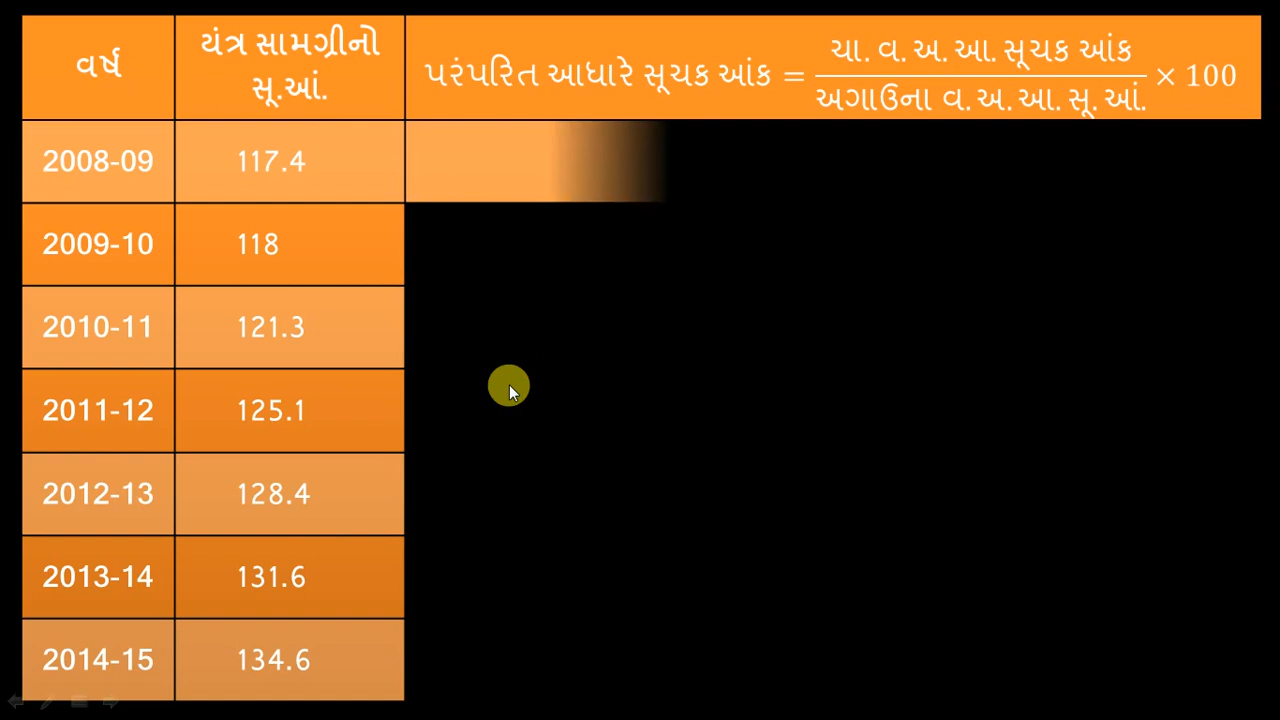 વર્ષ
યંત્ર સામગ્રીનો
સૂ.આં.
પરંપરિત આધારે સૂચક આંક = ચા. વ. અ. આ. સૂચક આંક / અગાઉના વ. અ. આ. સૂ. આં. × 100
2008-09 117.4
2009-10 118
2010-11 121.3
2011-12 125.1
2012-13 128.4
2013-14 131.6
2014-15 134.6